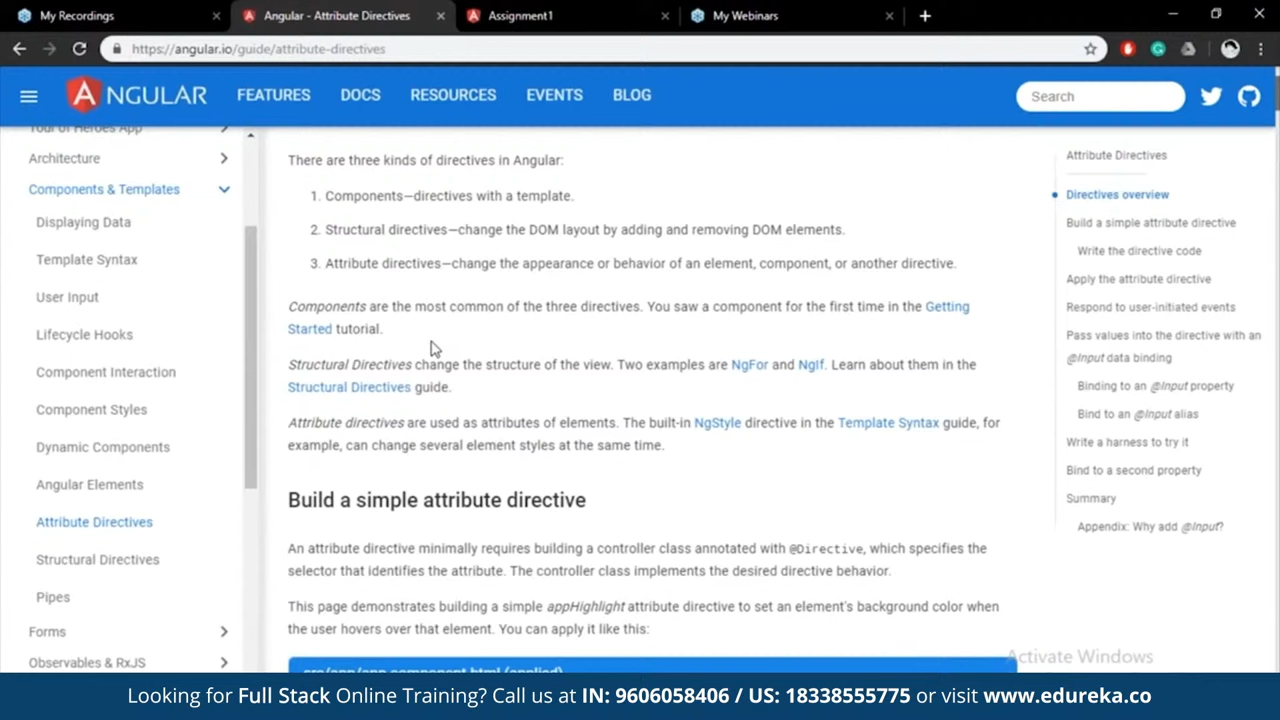 My Recordings
Angular - Attribute Directives
Assignment1
My Webinars
https://angular.io/guide/attribute-directives
ANGULAR
FEATURES
DOCS
RESOURCES
EVENTS
BLOG
Search
Tour of Heroes App
Architecture
Components & Templates
Displaying Data
Template Syntax
User Input
Lifecycle Hooks
Component Interaction
Component Styles
Dynamic Components
Angular Elements
Attribute Directives
Structural Directives
Pipes
Forms
Observables & RxJS
There are three kinds of directives in Angular:
1. Components—directives with a template.
2. Structural directives—change the DOM layout by adding and removing DOM elements.
3. Attribute directives—change the appearance or behavior of an element, component, or another directive.
Components are the most common of the three directives. You saw a component for the first time in the Getting
Started tutorial.
Structural Directives change the structure of the view. Two examples are NgFor and NgIf. Learn about them in the
Structural Directives guide.
Attribute directives are used as attributes of elements. The built-in NgStyle directive in the Template Syntax guide, for
example, can change several element styles at the same time.
Build a simple attribute directive
An attribute directive minimally requires building a controller class annotated with @Directive, which specifies the
selector that identifies the attribute. The controller class implements the desired directive behavior.
This page demonstrates building a simple appHighlight attribute directive to set an element's background color when
the user hovers over that element. You can apply it like this:
src/app/app.component.html (applied)
Attribute Directives
Directives overview
Build a simple attribute directive
Write the directive code
Apply the attribute directive
Respond to user-initiated events
Pass values into the directive with an
@Input data binding
Binding to an @Input property
Bind to an @Input alias
Write a harness to try it
Bind to a second property
Summary
Appendix: Why add @Input?
Activate Windows
Looking for Full Stack Online Training? Call us at IN: 9606058406 / US: 18338555775 or visit www.edureka.co